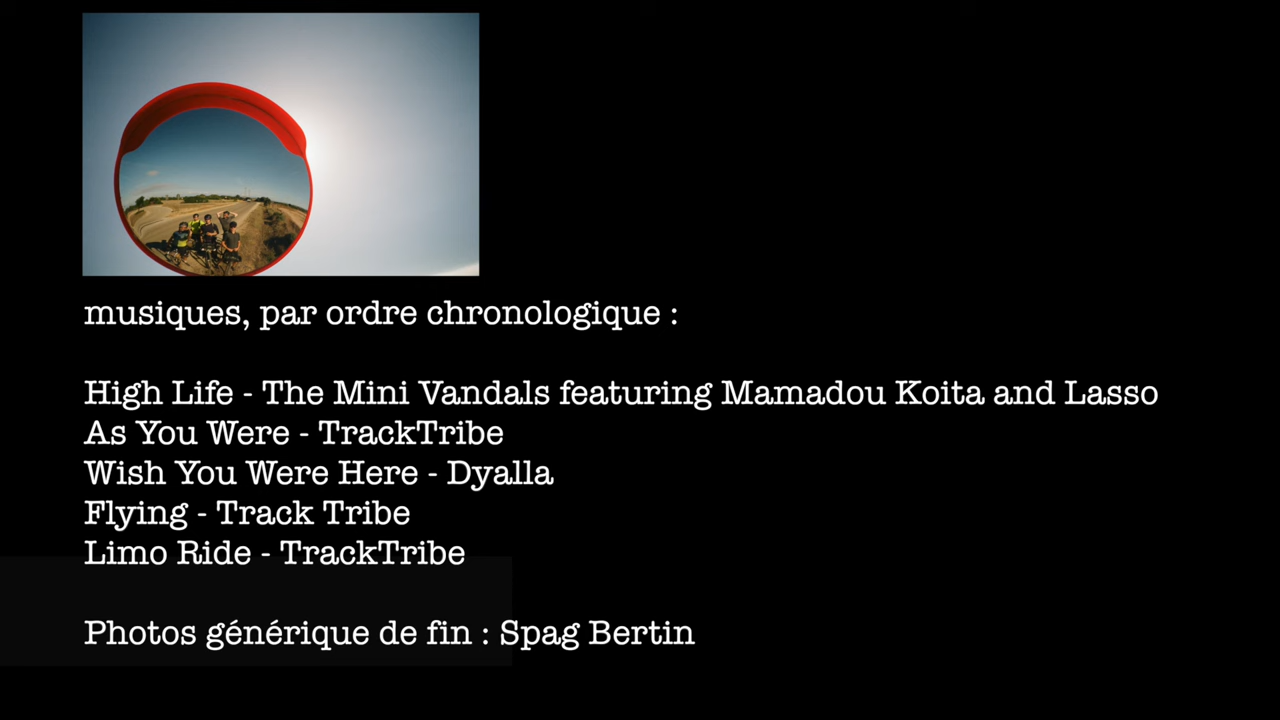 musiques, par ordre chronologique :
High Life - The Mini Vandals featuring Mamadou Koita and Lasso
As You Were - TrackTribe
Wish You Were Here - Dyalla
Flying - Track Tribe
Limo Ride - TrackTribe
Photos générique de fin : Spag Bertin